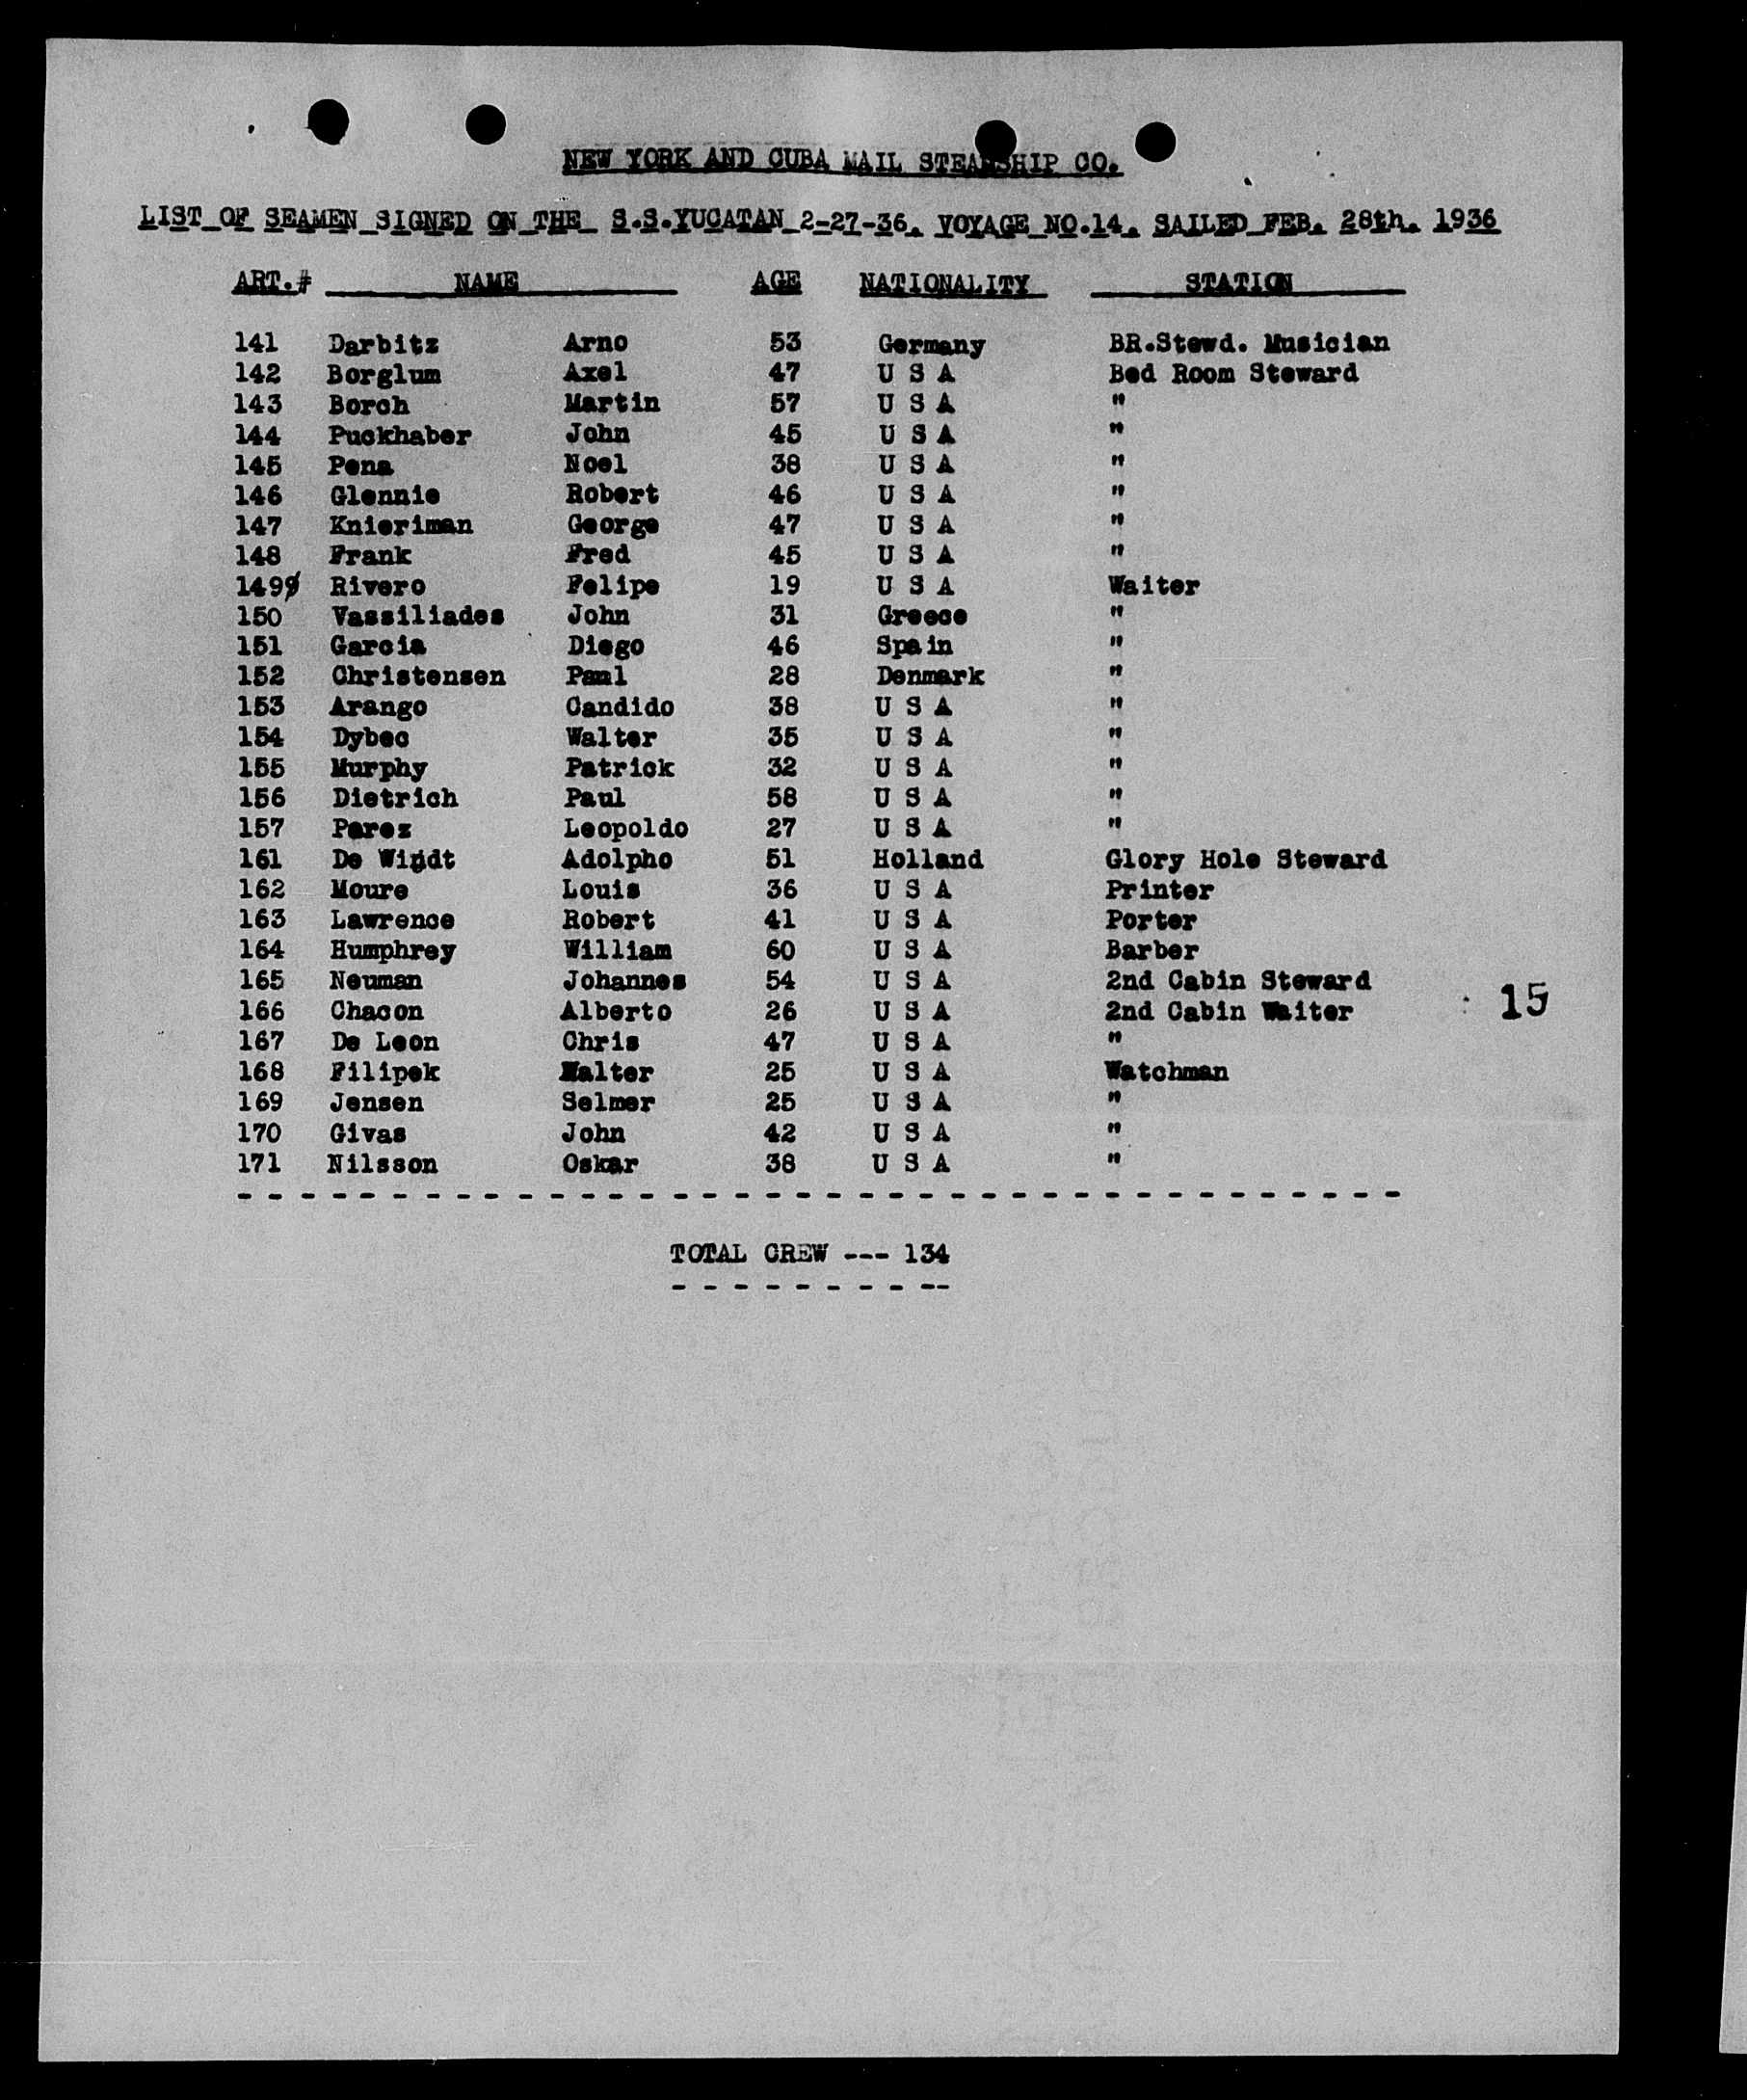 NEW YORK AND CUBA MAIL STEAMSHIP CO.
LIST OF SEAMEN SIGNED ON THE S.S.YUCATAN 2-27-36. VOYAGE NO.14. SAILED FEB. 28th. 1936
ART.# NAME AGE NATIONALITY STATION
141 Darbitz Arno 53 Germany BR.Stewd. Musician
142 Borglum Axel 47 U S A Bed Room Steward
143 Borch Martin 57 U S A "
144 Puckhaber John 45 U S A "
145 Pena Noel 38 U S A "
146 Glennie Robert 46 U S A "
147 Knieriman George 47 U S A "
148 Frank Fred 45 U S A "
149 Rivero Felipe 19 U S A Waiter
150 Vassiliades John 31 Greece "
151 Garcia Diego 46 Spain "
152 Christensen Paul 28 Denmark "
153 Arango Candido 38 U S A "
154 Dybec Walter 35 U S A "
155 Murphy Patrick 32 U S A "
156 Dietrich Paul 58 U S A "
157 Perez Leopoldo 27 U S A "
161 De Windt Adolpho 51 Holland Glory Hole Steward
162 Moure Louis 36 U S A Printer
163 Lawrence Robert 41 U S A Porter
164 Humphrey William 60 U S A Barber
165 Neuman Johannes 54 U S A 2nd Cabin Steward
166 Chacon Alberto 26 U S A 2nd Cabin Waiter 15
167 De Leon Chris 47 U S A "
168 Filipek Walter 25 U S A Watchman
169 Jensen Selmer 25 U S A "
170 Givas John 42 U S A "
171 Nilsson Oskar 38 U S A "
TOTAL CREW --- 134